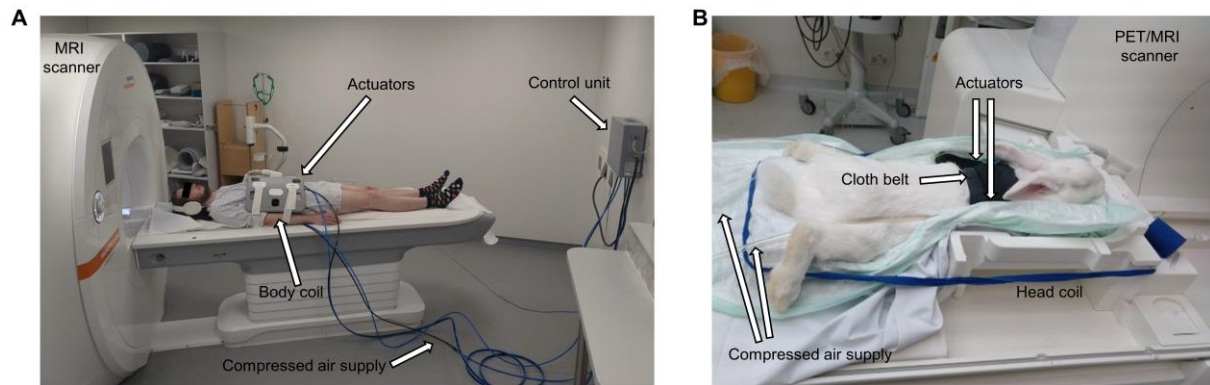 A
MRI
scanner
Actuators
Control unit
Body coil
Compressed air supply
B
PET/MRI
scanner
Actuators
Cloth belt
Head coil
Compressed air supply